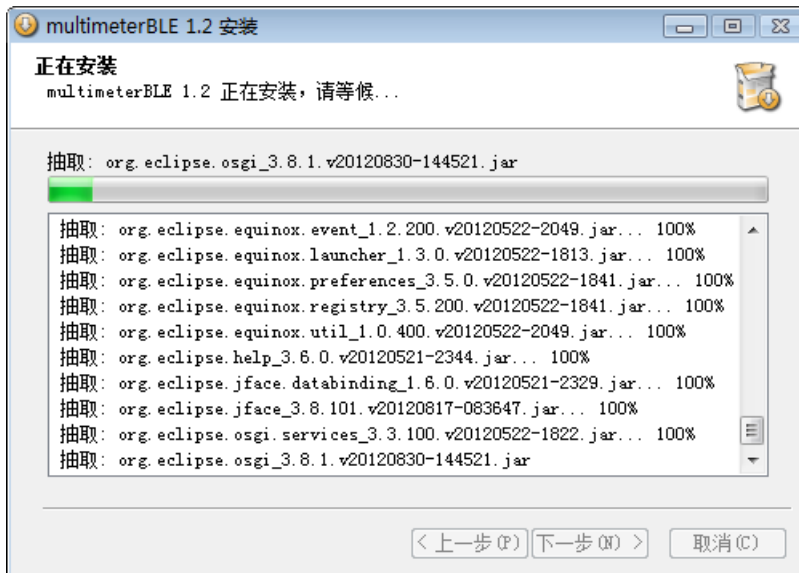 multimeterBLE 1.2 安装
正在安装
multimeterBLE 1.2 正在安装，请等候...
抽取: org.eclipse.osgi_3.8.1.v20120830-144521.jar
抽取: org.eclipse.equinox.event_1.2.200.v20120522-2049.jar... 100%
抽取: org.eclipse.equinox.launcher_1.3.0.v20120522-1813.jar... 100%
抽取: org.eclipse.equinox.preferences_3.5.0.v20120522-1841.jar... 100%
抽取: org.eclipse.equinox.registry_3.5.200.v20120522-1841.jar... 100%
抽取: org.eclipse.equinox.util_1.0.400.v20120522-2049.jar... 100%
抽取: org.eclipse.help_3.6.0.v20120521-2344.jar... 100%
抽取: org.eclipse.jface.databinding_1.6.0.v20120521-2329.jar... 100%
抽取: org.eclipse.jface_3.8.101.v20120817-083647.jar... 100%
抽取: org.eclipse.osgi.services_3.3.100.v20120522-1822.jar... 100%
抽取: org.eclipse.osgi_3.8.1.v20120830-144521.jar
< 上一步(P) 下一步(N) > 取消(C)